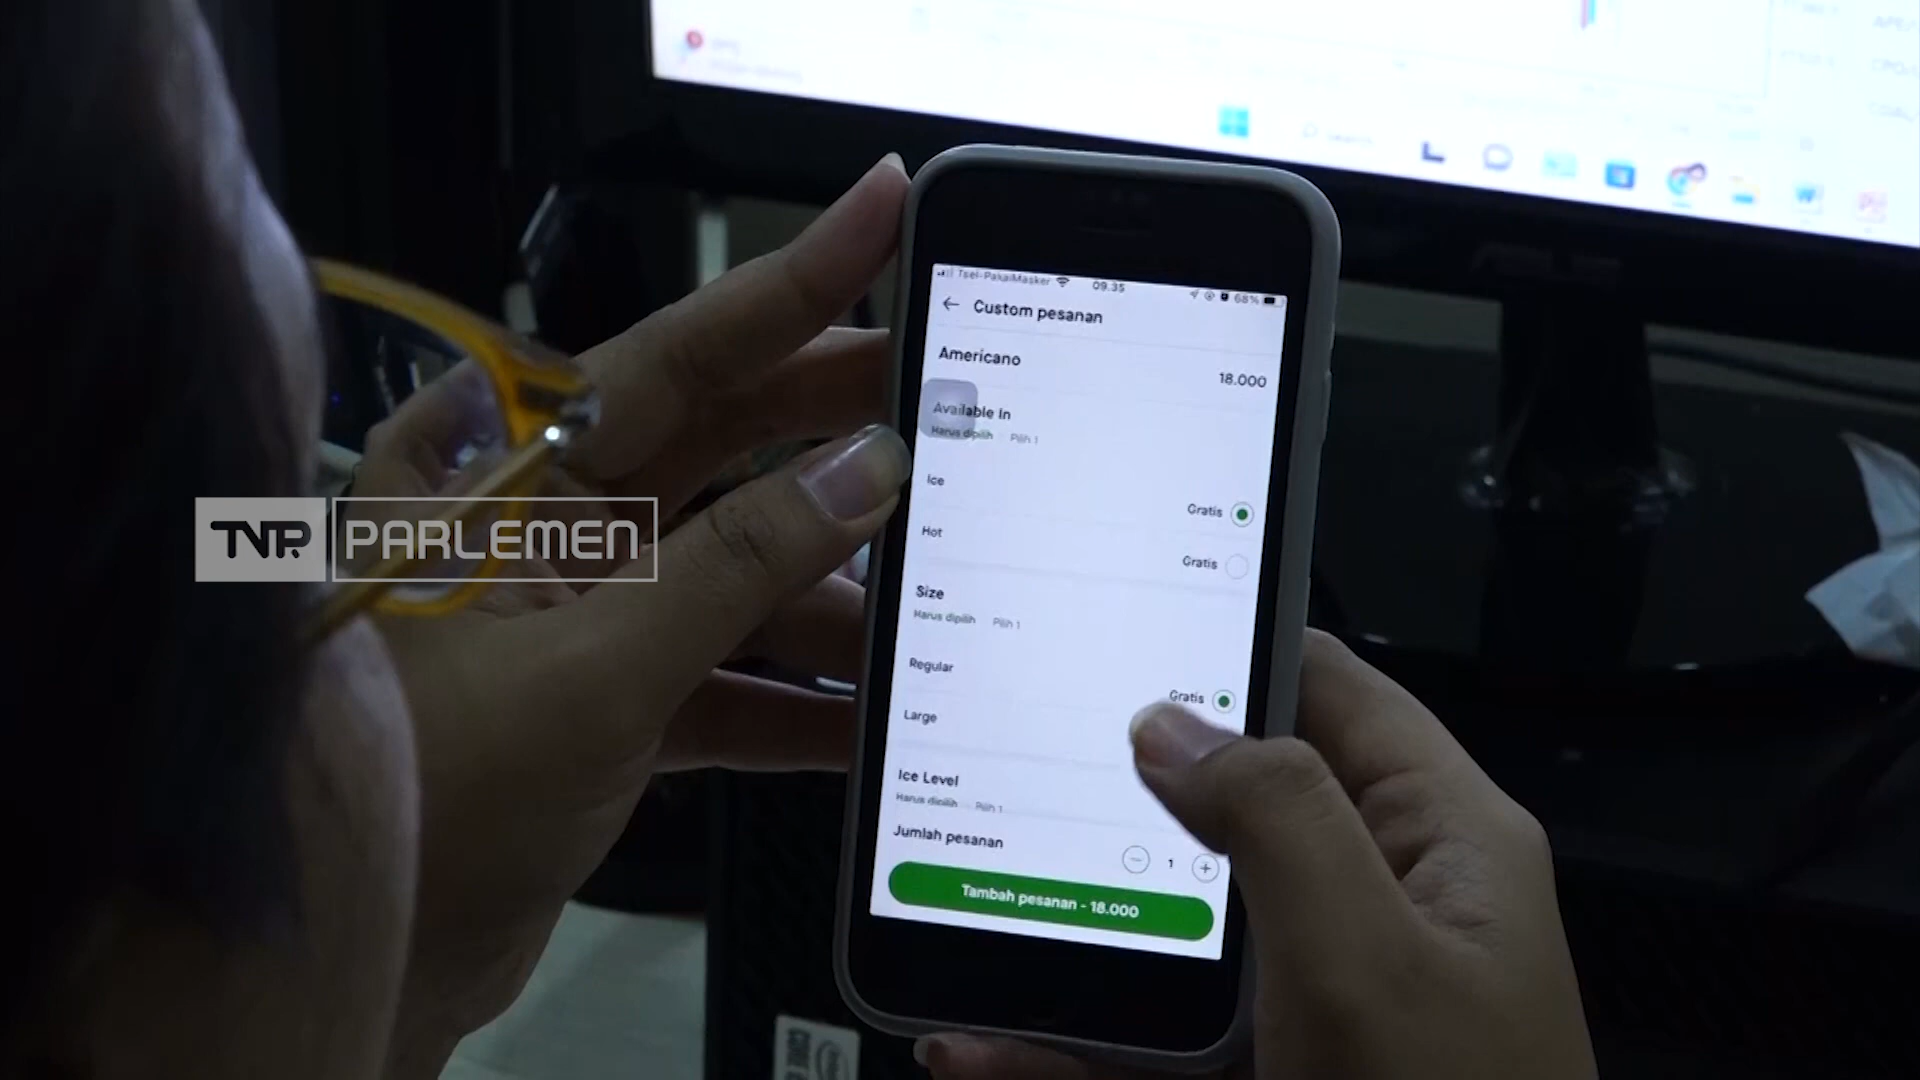 Tsel-PakaiMasker 09.35 68%
Custom pesanan
Americano
18.000
Available in
Harus dipilih Pilih 1
Ice
Gratis
Hot
Gratis
Size
Harus dipilih Pilih 1
Regular
Gratis
Large
Ice Level
Harus dipilih Pilih 1
Jumlah pesanan
1
Tambah pesanan - 18.000
TVP PARLEMEN
CORE